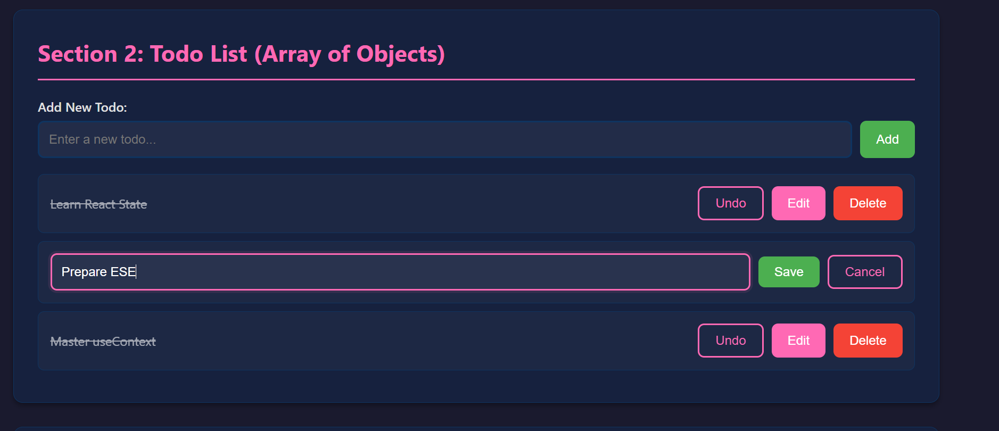 Section 2: Todo List (Array of Objects)
Add New Todo:
Enter a new todo...
Add
Learn React State
Undo
Edit
Delete
Prepare ESE
Save
Cancel
Master useContext
Undo
Edit
Delete